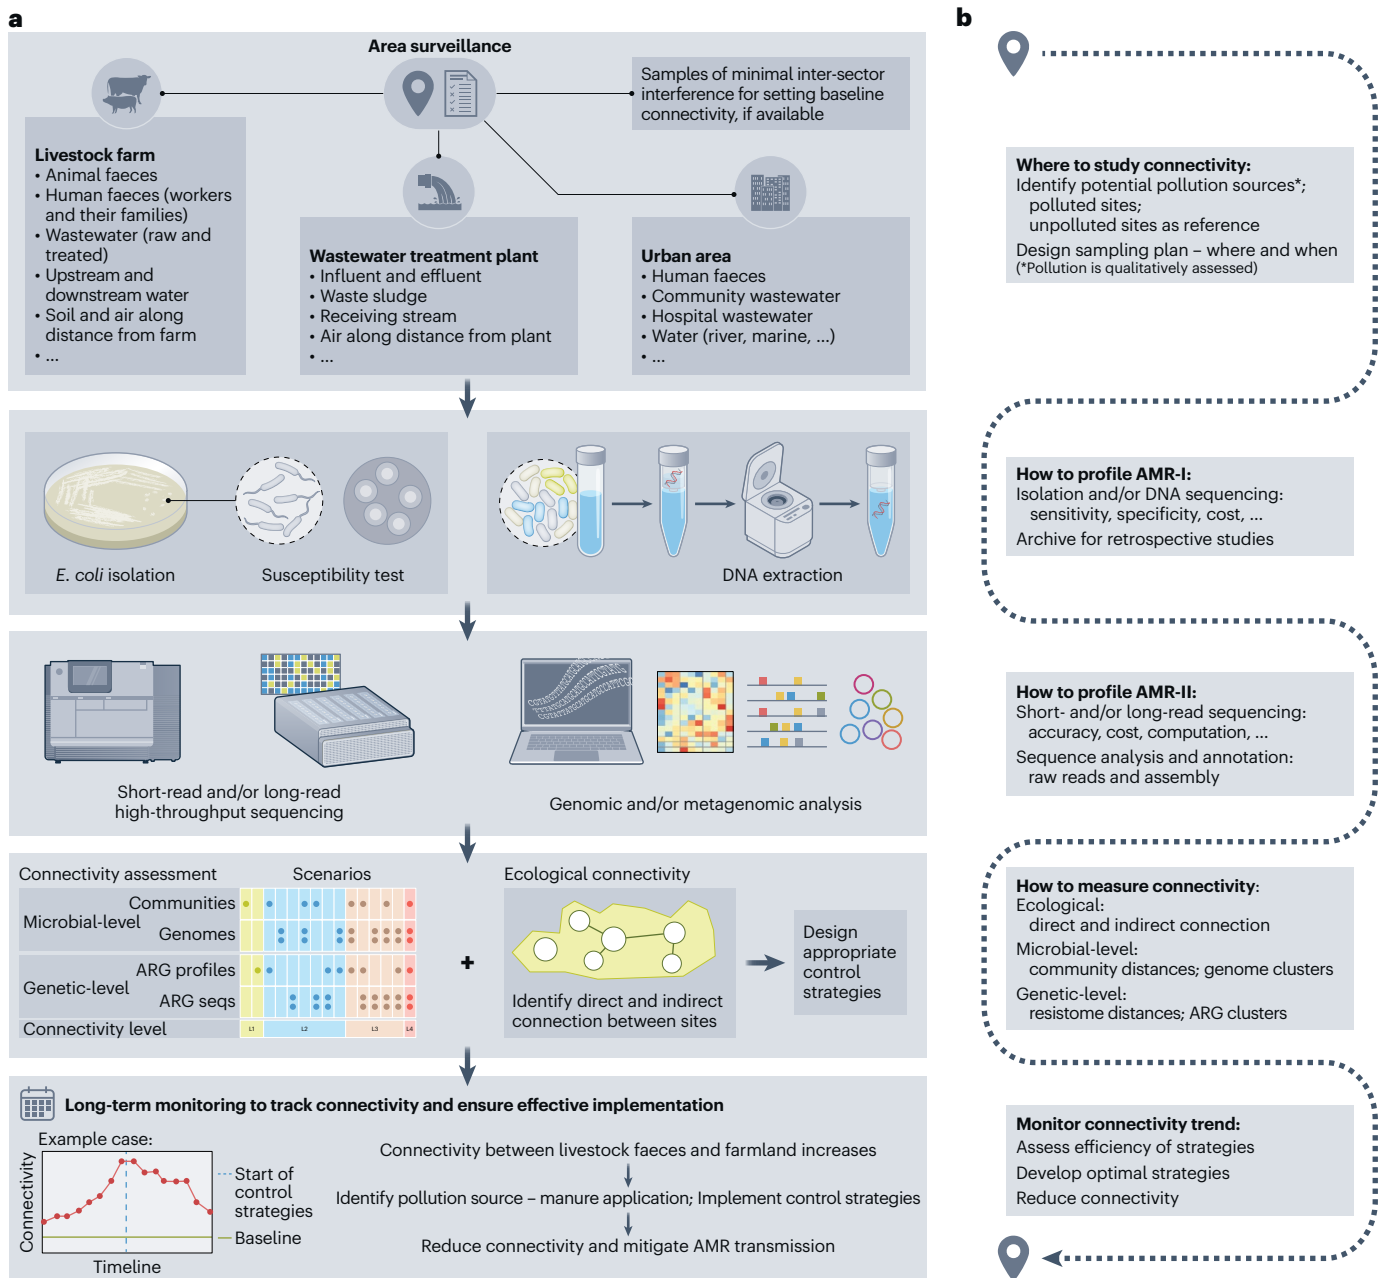 a
Area surveillance
Samples of minimal inter-sector
interference for setting baseline
connectivity, if available
Livestock farm
• Animal faeces
• Human faeces (workers
and their families)
• Wastewater (raw and
treated)
• Upstream and
downstream water
• Soil and air along
distance from farm
• ...
Wastewater treatment plant
• Influent and effluent
• Waste sludge
• Receiving stream
• Air along distance from plant
• ...
Urban area
• Human faeces
• Community wastewater
• Hospital wastewater
• Water (river, marine, ...)
• ...
E. coli isolation
Susceptibility test
DNA extraction
Short-read and/or long-read
high-throughput sequencing
Genomic and/or metagenomic analysis
Connectivity assessment
Scenarios
Microbial-level
Communities
Genomes
Genetic-level
ARG profiles
ARG seqs
Connectivity level
L1
L2
L3
L4
+
Ecological connectivity
Identify direct and indirect
connection between sites
Design
appropriate
control
strategies
Long-term monitoring to track connectivity and ensure effective implementation
Example case:
Connectivity
Timeline
Start of
control
strategies
Baseline
Connectivity between livestock faeces and farmland increases
Identify pollution source – manure application; Implement control strategies
Reduce connectivity and mitigate AMR transmission
b
Where to study connectivity:
Identify potential pollution sources*;
polluted sites;
unpolluted sites as reference
Design sampling plan – where and when
(*Pollution is qualitatively assessed)
How to profile AMR-I:
Isolation and/or DNA sequencing:
sensitivity, specificity, cost, ...
Archive for retrospective studies
How to profile AMR-II:
Short- and/or long-read sequencing:
accuracy, cost, computation, ...
Sequence analysis and annotation:
raw reads and assembly
How to measure connectivity:
Ecological:
direct and indirect connection
Microbial-level:
community distances; genome clusters
Genetic-level:
resistome distances; ARG clusters
Monitor connectivity trend:
Assess efficiency of strategies
Develop optimal strategies
Reduce connectivity